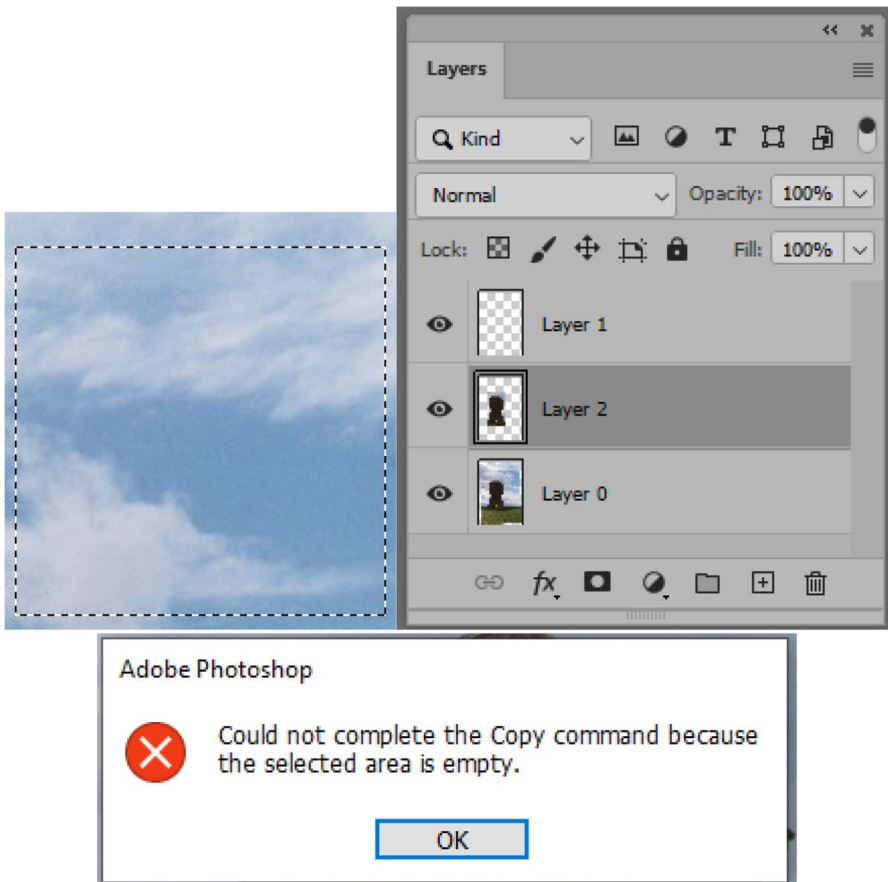 Layers
Kind
Normal Opacity: 100%
Lock: Fill: 100%
Layer 1
Layer 2
Layer 0
fx
Adobe Photoshop
Could not complete the Copy command because
the selected area is empty.
OK